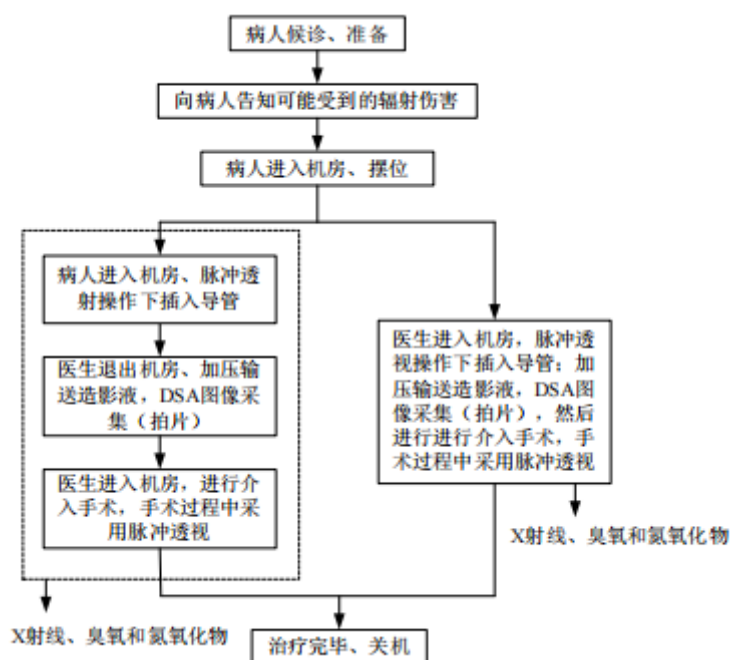 病人候诊、准备
向病人告知可能受到的辐射伤害
病人进入机房、摆位
病人进入机房、脉冲透
射操作下插入导管
医生退出机房、加压输
送造影液，DSA图像采
集（拍片）
医生进入机房，进行介
入手术，手术过程中采
用脉冲透视
X射线、臭氧和氮氧化物
医生进入机房，脉冲透
视操作下插入导管；加
压输送造影液，DSA图
像采集（拍片），然后
进行进行介入手术，手
术过程中采用脉冲透视
X射线、臭氧和氮氧化物
治疗完毕、关机